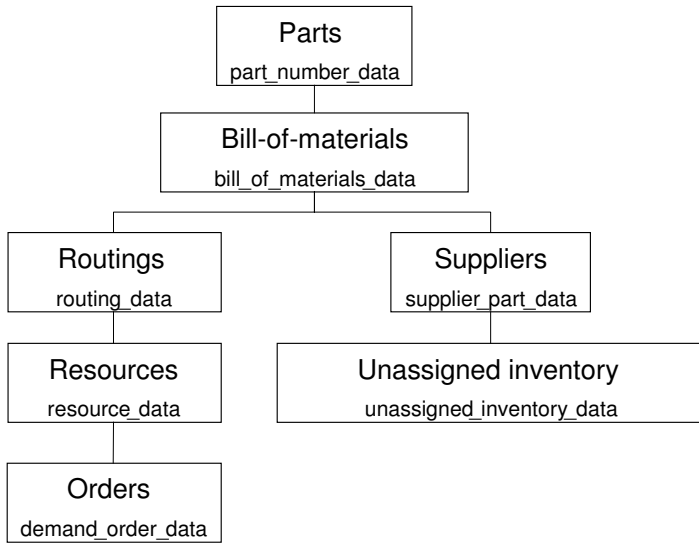 Parts
part_number_data
Bill-of-materials
bill_of_materials_data
Routings
routing_data
Suppliers
supplier_part_data
Resources
resource_data
Unassigned inventory
unassigned_inventory_data
Orders
demand_order_data